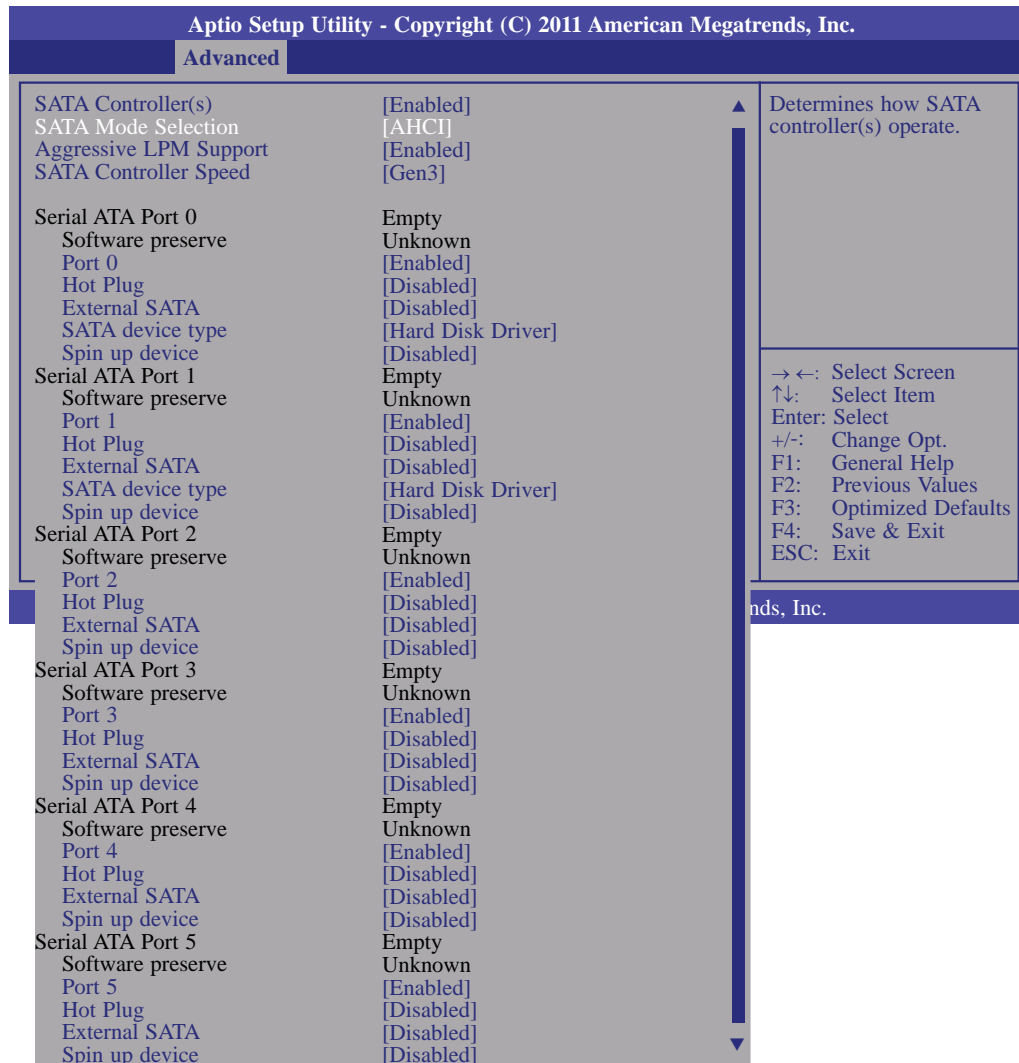 Aptio Setup Utility - Copyright (C) 2011 American Megatrends, Inc.
Advanced
SATA Controller(s) [Enabled]
SATA Mode Selection [AHCI]
Aggressive LPM Support [Enabled]
SATA Controller Speed [Gen3]
Serial ATA Port 0 Empty
Software preserve Unknown
Port 0 [Enabled]
Hot Plug [Disabled]
External SATA [Disabled]
SATA device type [Hard Disk Driver]
Spin up device [Disabled]
Serial ATA Port 1 Empty
Software preserve Unknown
Port 1 [Enabled]
Hot Plug [Disabled]
External SATA [Disabled]
SATA device type [Hard Disk Driver]
Spin up device [Disabled]
Serial ATA Port 2 Empty
Software preserve Unknown
Port 2 [Enabled]
Hot Plug [Disabled]
External SATA [Disabled]
Spin up device [Disabled]
Serial ATA Port 3 Empty
Software preserve Unknown
Port 3 [Enabled]
Hot Plug [Disabled]
External SATA [Disabled]
Spin up device [Disabled]
Serial ATA Port 4 Empty
Software preserve Unknown
Port 4 [Enabled]
Hot Plug [Disabled]
External SATA [Disabled]
Spin up device [Disabled]
Serial ATA Port 5 Empty
Software preserve Unknown
Port 5 [Enabled]
Hot Plug [Disabled]
External SATA [Disabled]
Spin up device [Disabled]
Determines how SATA
controller(s) operate.
→ ←: Select Screen
↑↓: Select Item
Enter: Select
+/-: Change Opt.
F1: General Help
F2: Previous Values
F3: Optimized Defaults
F4: Save & Exit
ESC: Exit
nds, Inc.